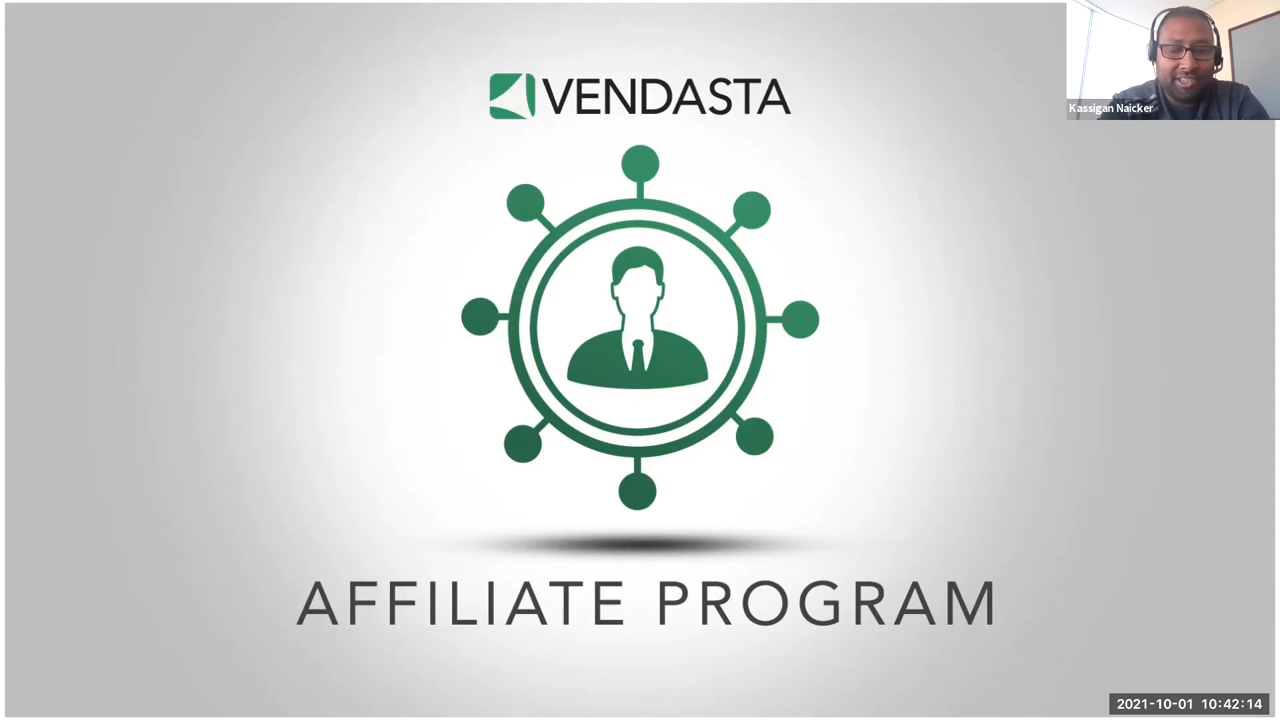 VENDASTA
Kassigan Naicker
AFFILIATE PROGRAM
2021-10-01 10:42:14